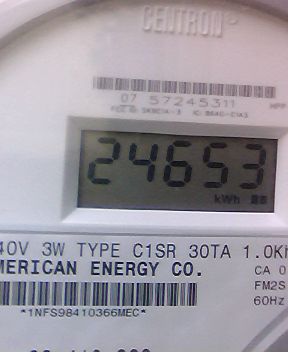 CENTRON
07 57245311
24653
kWh
40V 3W TYPE C1SR 30TA 1.0Kh
MERICAN ENERGY CO.
CA 0
FM2S
60Hz
*1NFS98410366MEC*